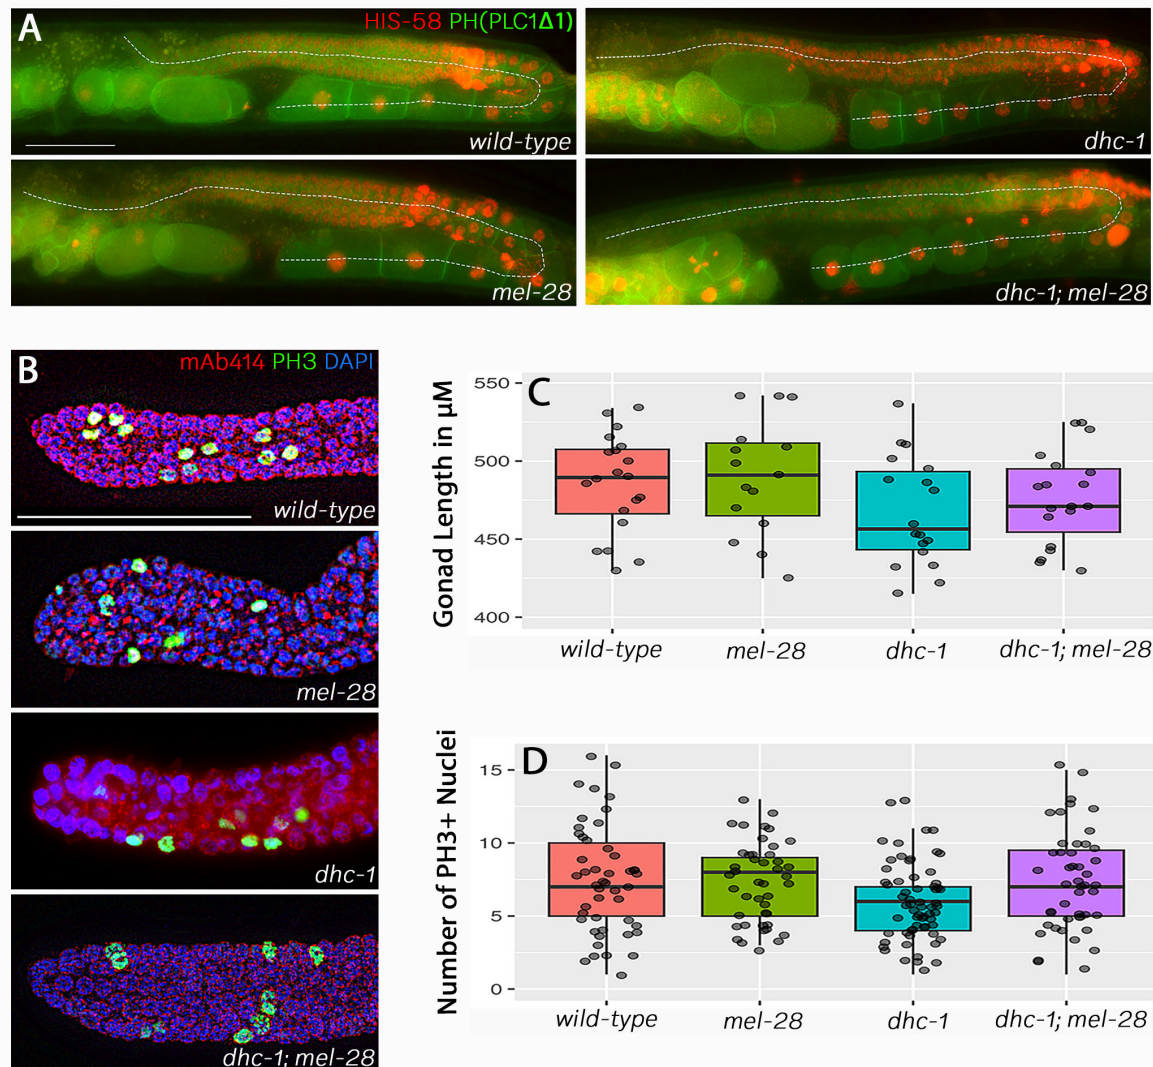 A
HIS-58 PH(PLC1Δ1)
wild-type
dhc-1
mel-28
dhc-1; mel-28
B
mAb414 PH3 DAPI
wild-type
mel-28
dhc-1
dhc-1; mel-28
C
Gonad Length in µM
550
500
450
400
wild-type mel-28 dhc-1 dhc-1; mel-28
D
Number of PH3+ Nuclei
15
10
5
0
wild-type mel-28 dhc-1 dhc-1; mel-28